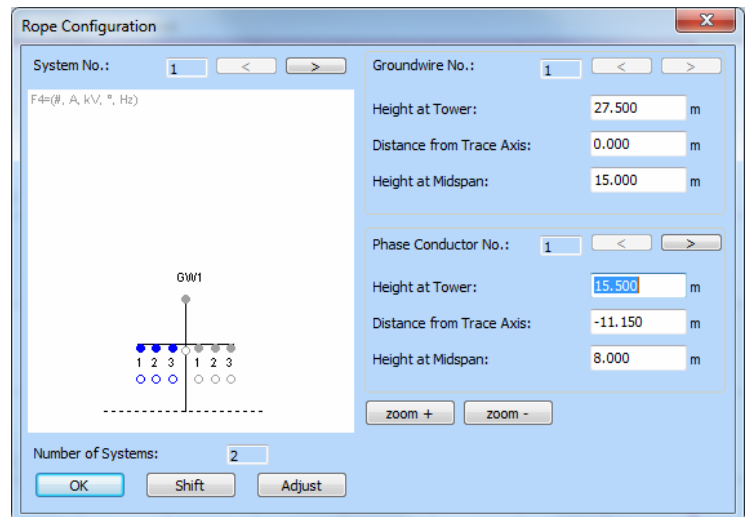 Rope Configuration
System No.: 1 < >
F4=(#, A, kV, °, Hz)
GW1
1 2 3 1 2 3
Number of Systems: 2
OK Shift Adjust
Groundwire No.: 1 < >
Height at Tower: 27.500 m
Distance from Trace Axis: 0.000 m
Height at Midspan: 15.000 m
Phase Conductor No.: 1 < >
Height at Tower: 15.500 m
Distance from Trace Axis: -11.150 m
Height at Midspan: 8.000 m
zoom + zoom -